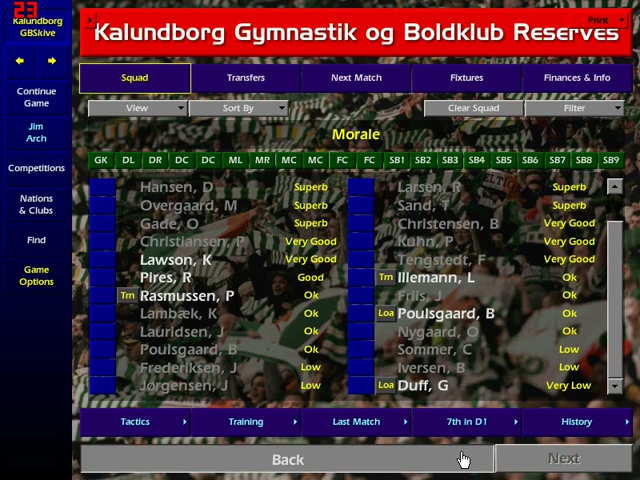 23
Kalundborg
GBSkive
Kalundborg Gymnastik og Boldklub Reserves
Print
Squad Transfers Next Match Fixtures Finances & Info
View Sort By Clear Squad Filter
Continue
Game
Jim
Arch
Competitions
Nations
& Clubs
Find
Game
Options
Morale
GK DL DR DC DC ML MR MC MC FC FC SB1 SB2 SB3 SB4 SB5 SB6 SB7 SB8 SB9
Hansen, D Superb Larsen, R Superb
Overgaard, M Superb Sand, T Superb
Gade, O Superb Christensen, B Very Good
Christiansen, P Very Good Kuhn, P Very Good
Lawson, K Very Good Tengstedt, F Very Good
Pires, R Good Trn Illemann, L Ok
Trn Rasmussen, P Ok Friis, J Ok
Lambæk, K Ok Loa Poulsgaard, B Ok
Lauridsen, J Ok Nygaard, O Ok
Poulsgaard, B Ok Sommer, C Low
Frederiksen, J Low Iversen, B Low
Jørgensen, J Low Loa Duff, G Very Low
Tactics Training Last Match 7th in D1 History
Back Next